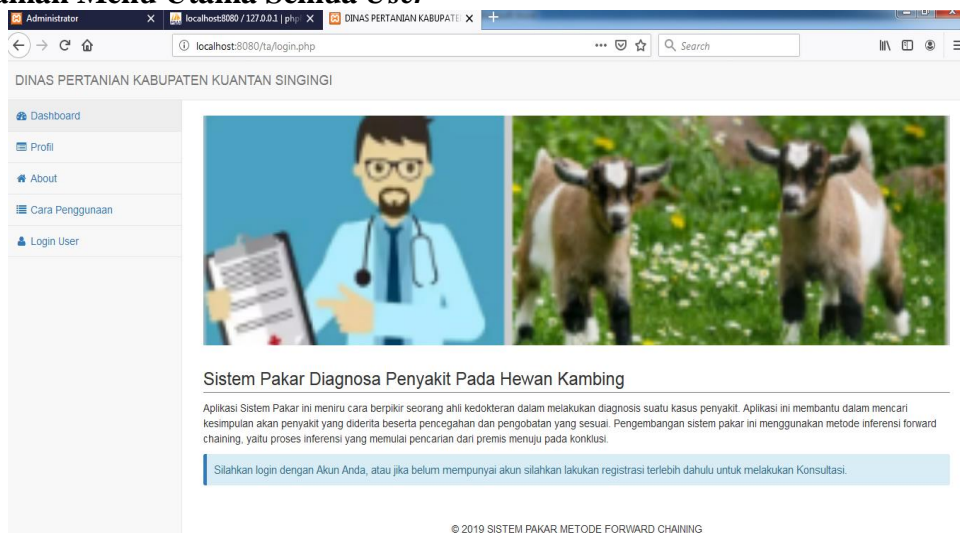 Menu Utama Semua User
Administrator
localhost:8080 / 127.0.0.1 | php
DINAS PERTANIAN KABUPATE
localhost:8080/ta/login.php
Search
DINAS PERTANIAN KABUPATEN KUANTAN SINGINGI
Dashboard
Profil
About
Cara Penggunaan
Login User
Sistem Pakar Diagnosa Penyakit Pada Hewan Kambing
Aplikasi Sistem Pakar ini meniru cara berpikir seorang ahli kedokteran dalam melakukan diagnosis suatu kasus penyakit. Aplikasi ini membantu dalam mencari
kesimpulan akan penyakit yang diderita beserta pencegahan dan pengobatan yang sesuai. Pengembangan sistem pakar ini menggunakan metode inferensi forward
chaining, yaitu proses inferensi yang memulai pencarian dari premis menuju pada konklusi.
Silahkan login dengan Akun Anda, atau jika belum mempunyai akun silahkan lakukan registrasi terlebih dahulu untuk melakukan Konsultasi.
© 2019 SISTEM PAKAR METODE FORWARD CHAINING